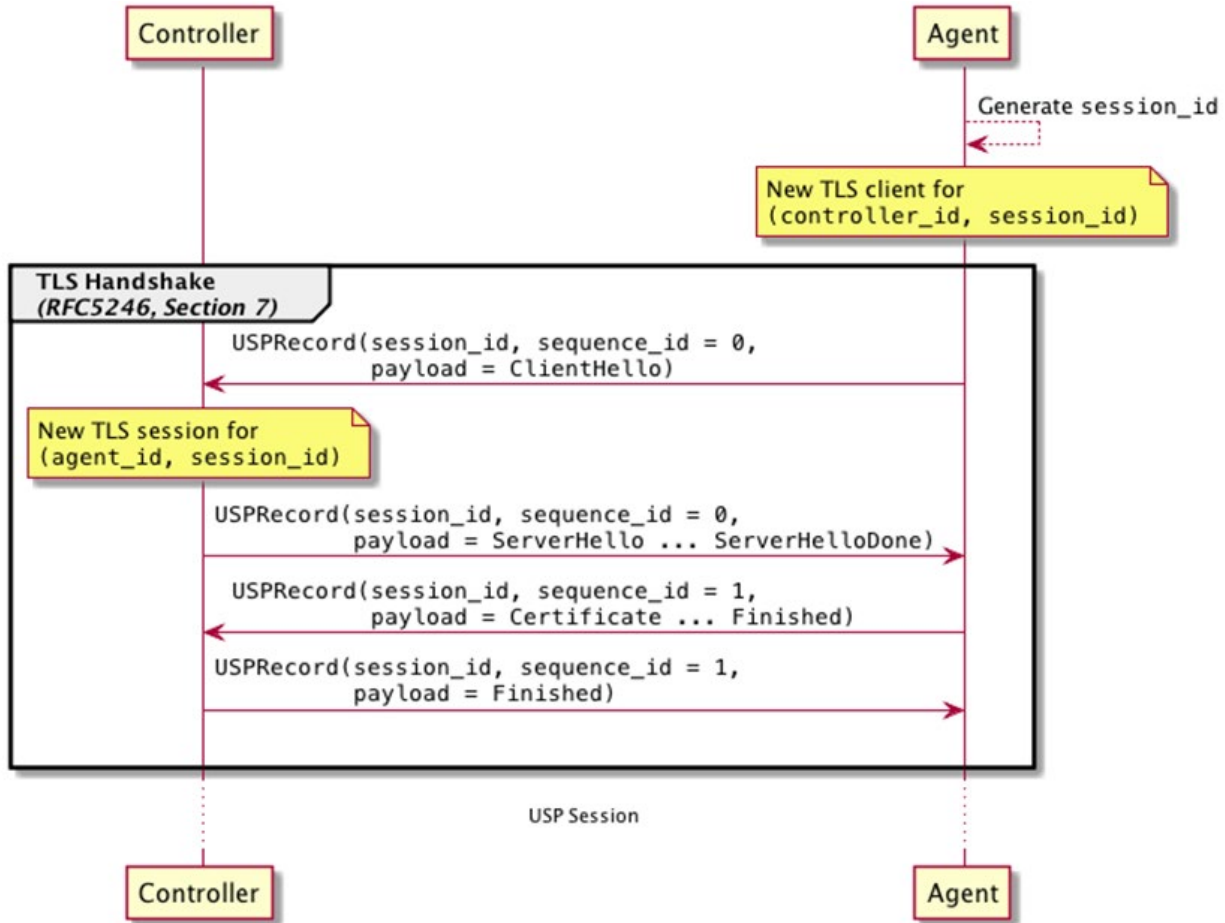 Controller
Agent
Generate session_id
New TLS client for
(controller_id, session_id)
TLS Handshake
(RFC5246, Section 7)
USPRecord(session_id, sequence_id = 0,
payload = ClientHello)
New TLS session for
(agent_id, session_id)
USPRecord(session_id, sequence_id = 0,
payload = ServerHello ... ServerHelloDone)
USPRecord(session_id, sequence_id = 1,
payload = Certificate ... Finished)
USPRecord(session_id, sequence_id = 1,
payload = Finished)
USP Session
Controller
Agent